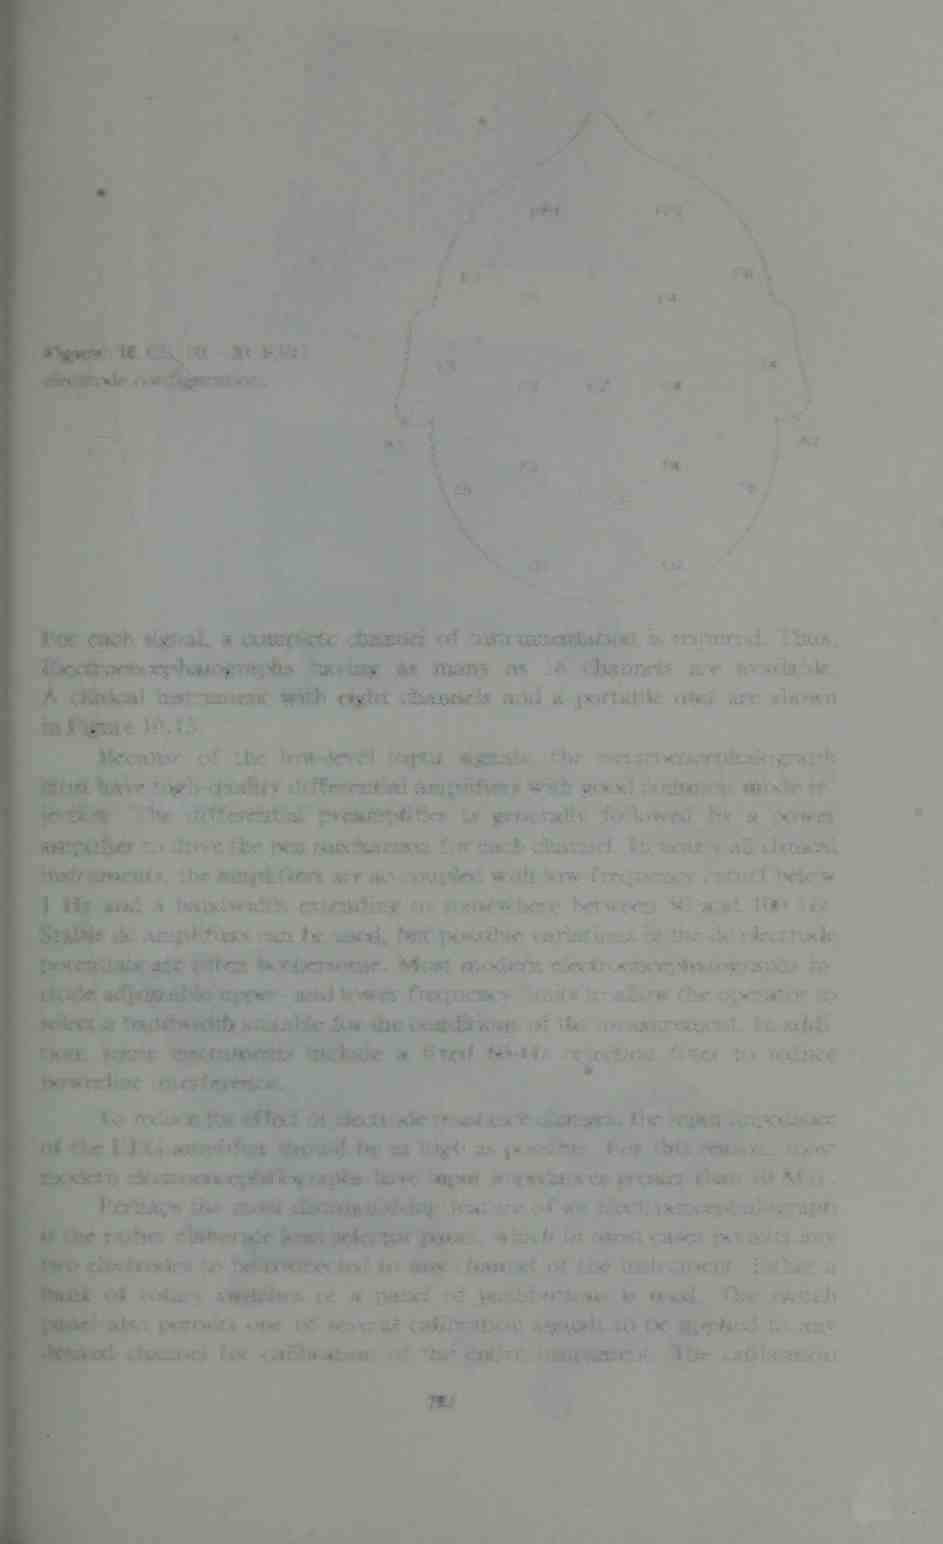 FP1 FP2
F7 F8
F3 F4
T3 T4
C3 CZ C4
A1 A2
P3 P4
T5 T6
O1 O2
Figure 10.
electrode configuration.
For each signal, a complete channel of instrumentation is required. Thus,
Electroencephalographs having as many as 16 channels are available.
A clinical instrument with eight channels and a portable unit are shown
in Figure 10.15.
Because of the low-level input signals, the electroencephalograph
must have high-quality differential amplifiers with good common-mode re-
jection. The differential preamplifier is generally followed by a power
amplifier to drive the pen mechanism for each channel. In nearly all clinical
instruments, the amplifiers are ac-coupled with low-frequency cutoff below
1 Hz and a bandwidth extending to somewhere between 50 and 100 Hz.
Stable dc amplifiers can be used, but possible variations in the dc electrode
potentials are often bothersome. Most modern electroencephalographs in-
clude adjustable upper- and lower-frequency limits to allow the operator to
select a bandwidth suitable for the conditions of the measurement. In addi-
tion, some instruments include a fixed 60-Hz rejection filter to reduce
powerline interference.
To reduce the effect of electrode resistance changes, the input impedance
of the EEG amplifier should be as high as possible. For this reason, most
modern electroencephalographs have input impedances greater than 10 MΩ.
Perhaps the most distinguishing feature of an electroencephalograph
is the rather elaborate lead selector panel, which in most cases permits any
two electrodes to be connected to any channel of the instrument. Either a
bank of rotary switches or a panel of pushbuttons is used. The switch
panel also permits one of several calibration signals to be applied to any
desired channel for calibration of the entire instrument. The calibration